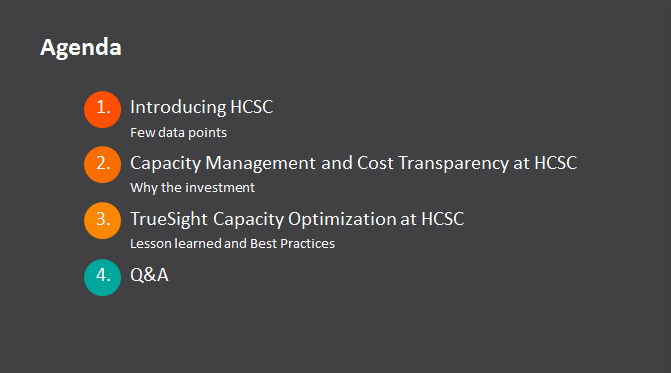 Agenda
1. Introducing HCSC
Few data points
2. Capacity Management and Cost Transparency at HCSC
Why the investment
3. TrueSight Capacity Optimization at HCSC
Lesson learned and Best Practices
4. Q&A